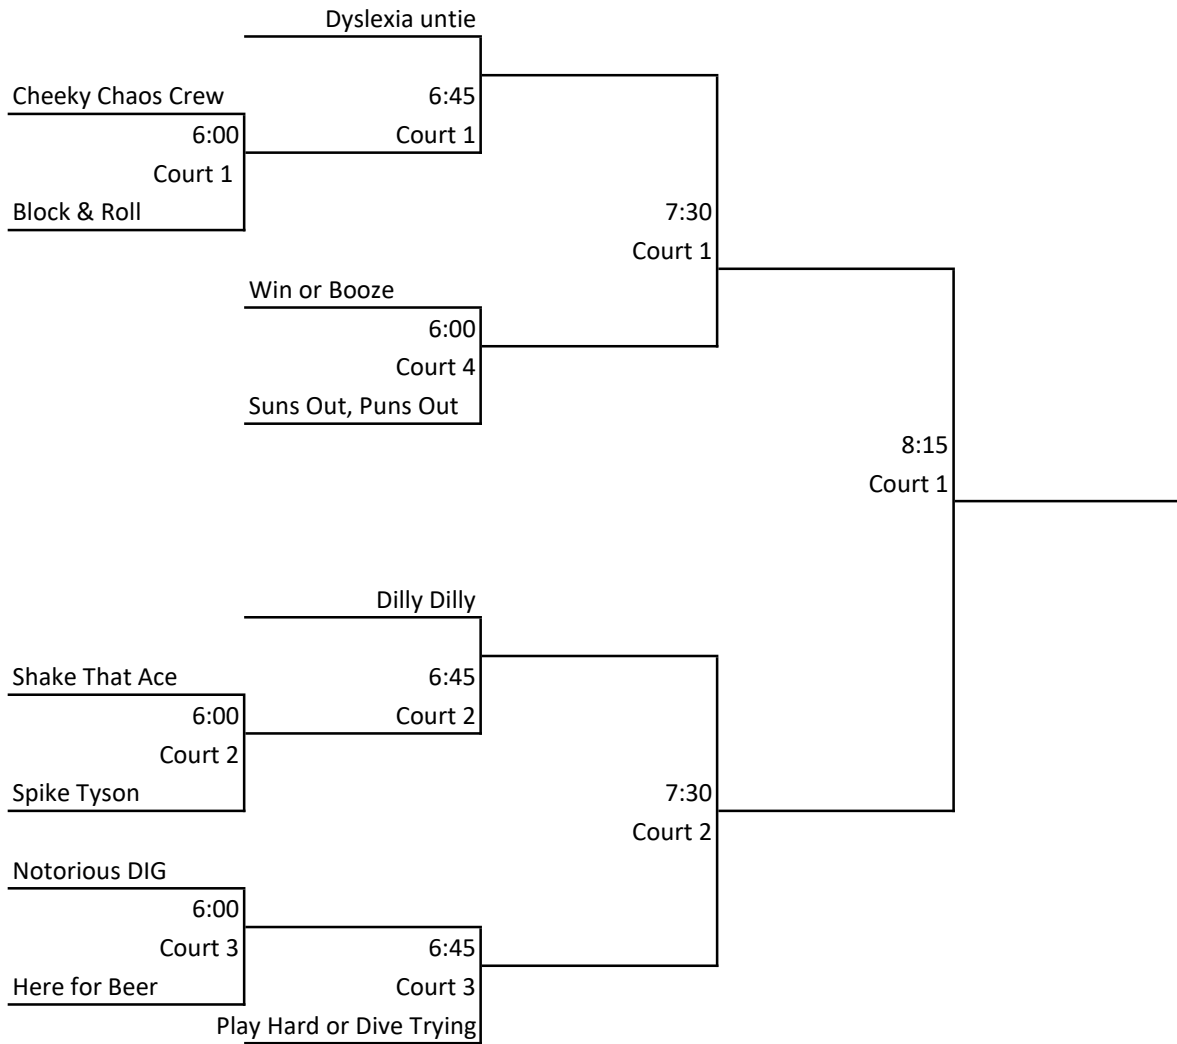 Dyslexia untie
Cheeky Chaos Crew
6:45
6:00
Court 1
Court 1
Block & Roll
7:30
Court 1
Win or Booze
6:00
Court 4
Suns Out, Puns Out
8:15
Court 1
Dilly Dilly
Shake That Ace
6:45
6:00
Court 2
Court 2
Spike Tyson
7:30
Court 2
Notorious DIG
6:00
Court 3
6:45
Here for Beer
Court 3
Play Hard or Dive Trying